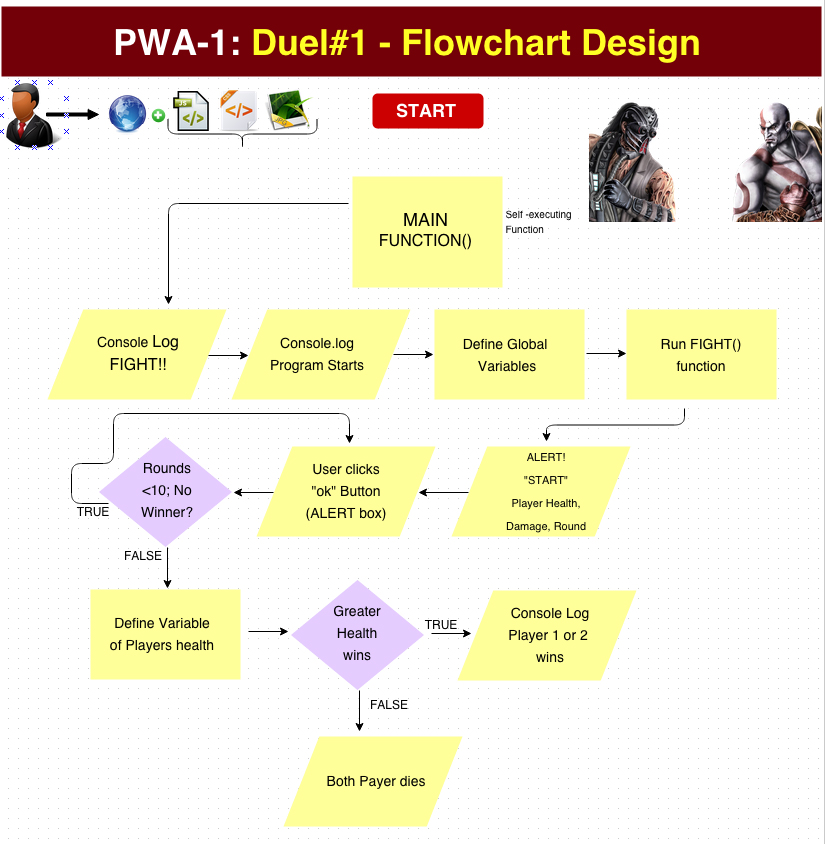 PWA-1: Duel#1 - Flowchart Design
JS
</>
</>
START
MAIN
FUNCTION()
Self -executing
Function
Console Log
FIGHT!!
Console.log
Program Starts
Define Global
Variables
Run FIGHT()
function
Rounds
<10; No
Winner?
TRUE
FALSE
User clicks
"ok" Button
(ALERT box)
ALERT!
"START"
Player Health,
Damage, Round
Define Variable
of Players health
Greater
Health
wins
TRUE
FALSE
Console Log
Player 1 or 2
wins
Both Payer dies